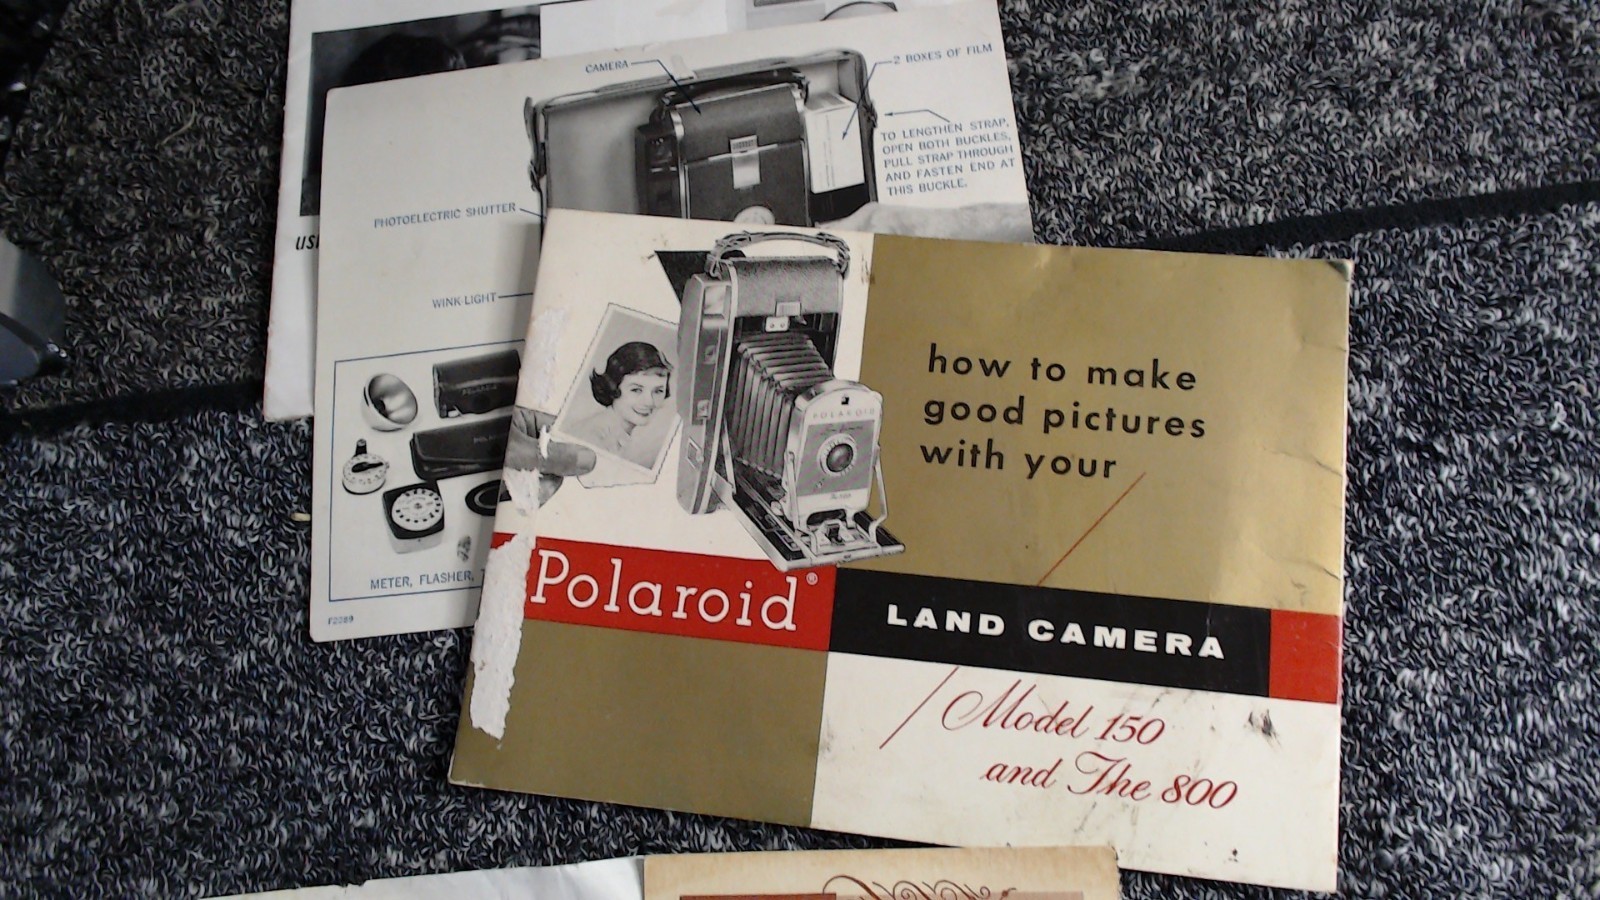 CAMERA
2 BOXES OF FILM
TO LENGTHEN STRAP,
OPEN BOTH BUCKLES,
PULL STRAP THROUGH
AND FASTEN END AT
THIS BUCKLE.
PHOTOELECTRIC SHUTTER
WINK-LIGHT
METER, FLASHER,
F2289
how to make
good pictures
with your
POLAROID
Polaroid®
LAND CAMERA
Model 150
and The 800